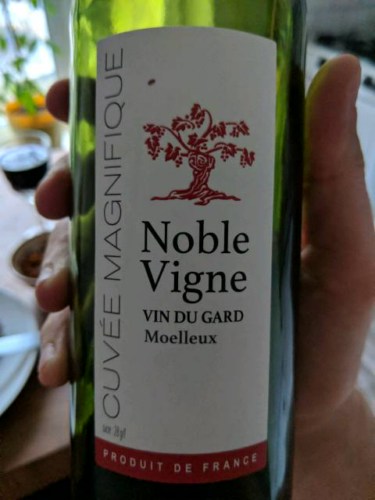 CUVÉE MAGNIFIQUE
Noble
Vigne
VIN DU GARD
Moelleux
PRODUIT DE FRANCE